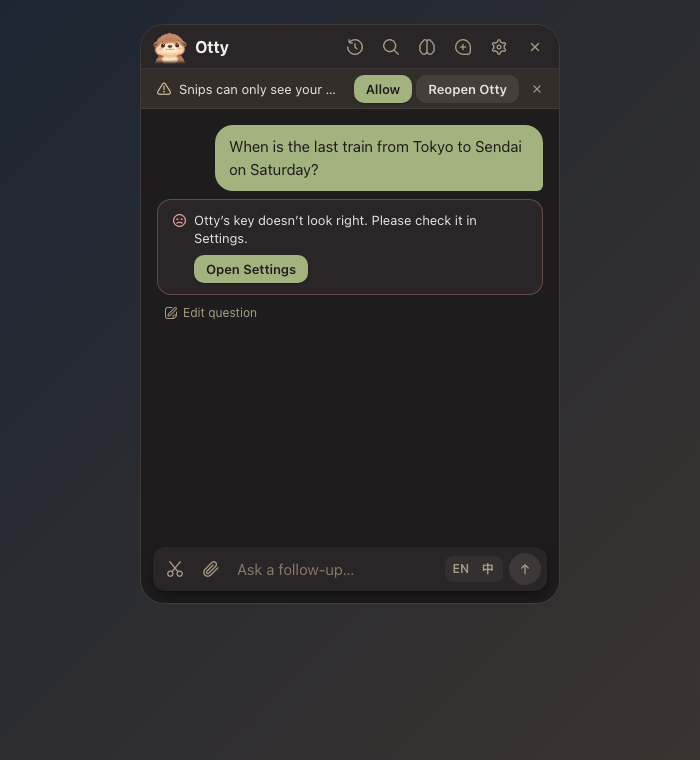 Otty
Snips can only see your ...
Allow
Reopen Otty
When is the last train from Tokyo to Sendai
on Saturday?
Otty’s key doesn’t look right. Please check it in
Settings.
Open Settings
Edit question
Ask a follow-up...
EN 中